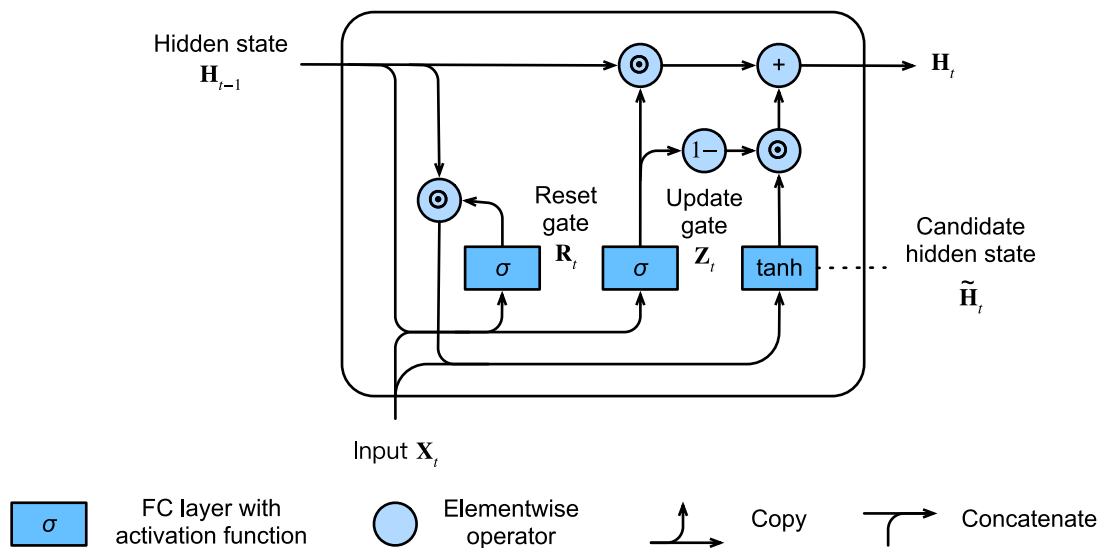 Hidden state
H_{t−1}
H_t
+
1−
Reset
gate
R_t
Update
gate
Z_t
σ
σ
tanh
Candidate
hidden state
H̃_t
Input X_t
σ
FC layer with
activation function
Elementwise
operator
Copy
Concatenate